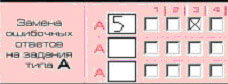 1 2 3 4
Замена
ошибочных
ответов
на задания
типа А
А 5
А
А